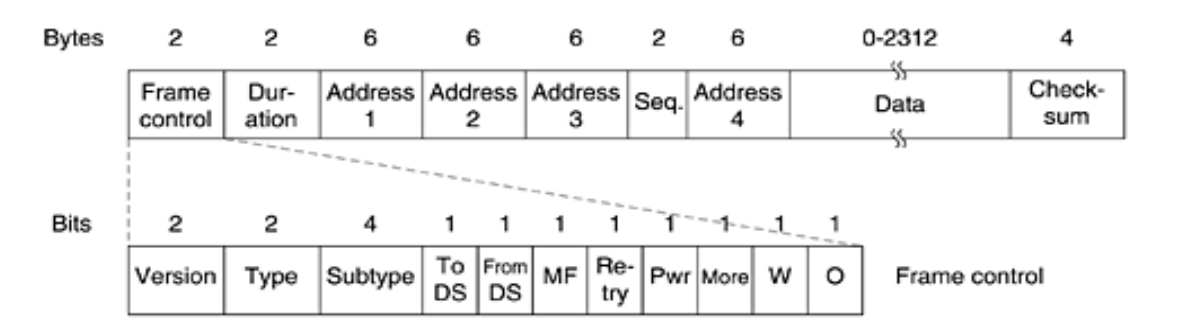 Bytes 2 2 6 6 6 2 6 0-2312 4
Frame control Dur-ation Address 1 Address 2 Address 3 Seq. Address 4 Data Check-sum
Bits 2 2 4 1 1 1 1 1 1 1 1
Version Type Subtype To DS From DS MF Re-try Pwr More W O Frame control